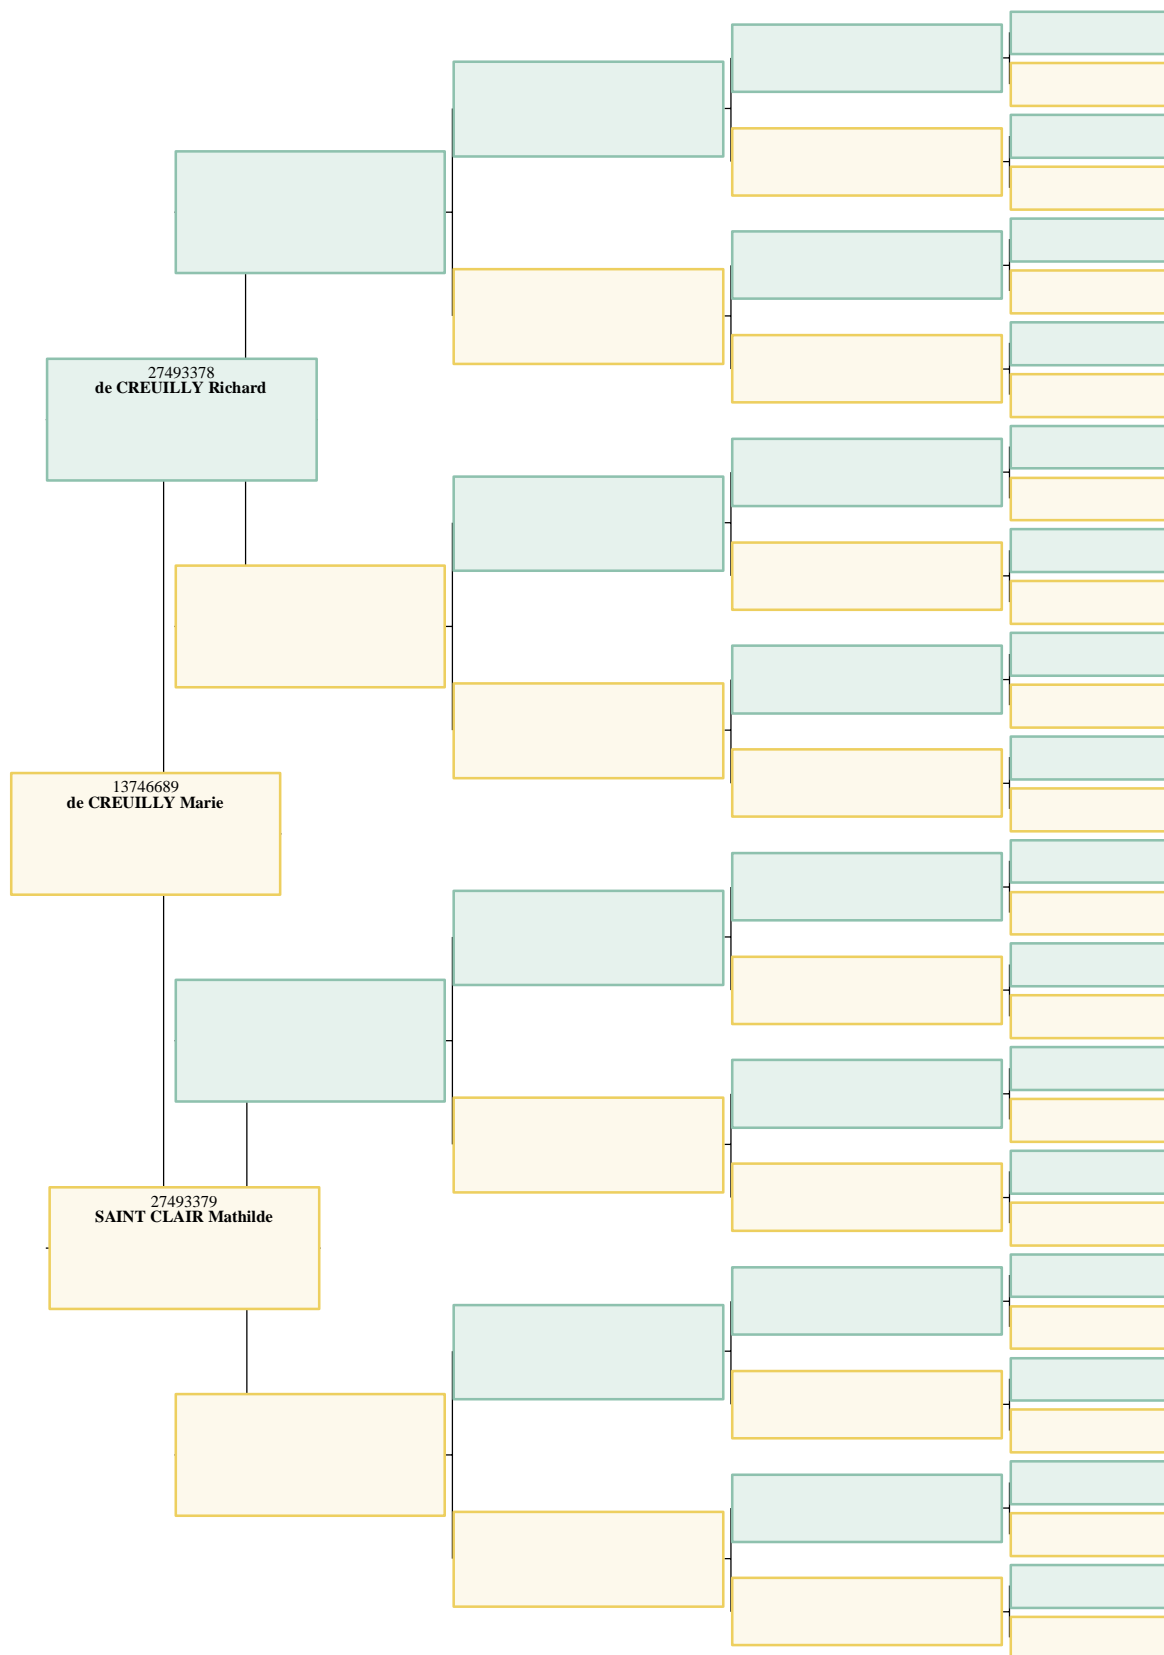 27493378
de CREUILLY Richard
13746689
de CREUILLY Marie
27493379
SAINT CLAIR Mathilde